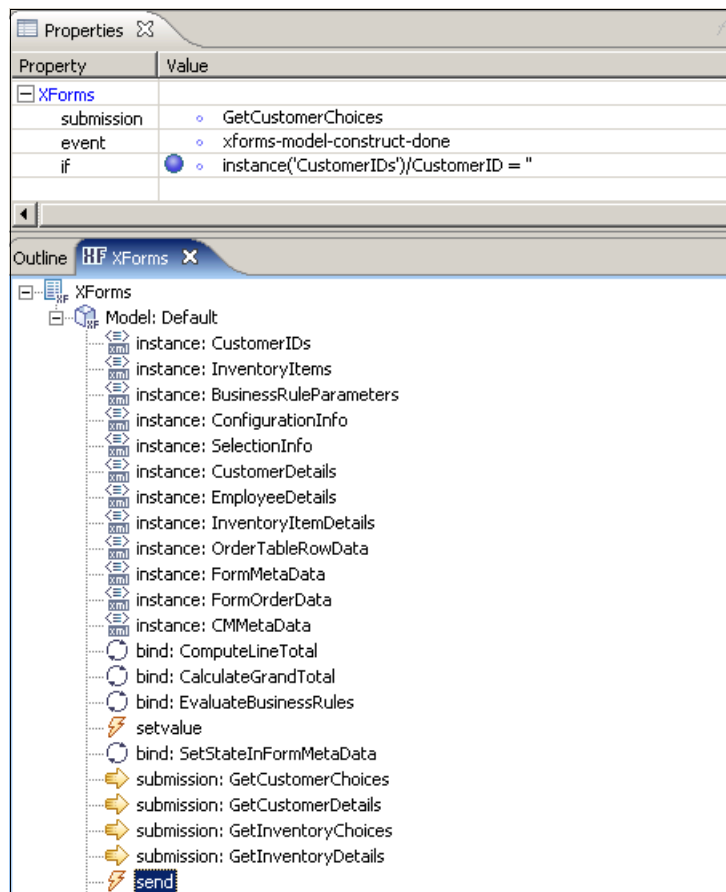 Properties
Property Value
XForms
submission GetCustomerChoices
event xforms-model-construct-done
if instance('CustomerIDs')/CustomerID = ''
Outline XForms
XForms
Model: Default
instance: CustomerIDs
instance: InventoryItems
instance: BusinessRuleParameters
instance: ConfigurationInfo
instance: SelectionInfo
instance: CustomerDetails
instance: EmployeeDetails
instance: InventoryItemDetails
instance: OrderTableRowData
instance: FormMetaData
instance: FormOrderData
instance: CMMetaData
bind: ComputeLineTotal
bind: CalculateGrandTotal
bind: EvaluateBusinessRules
setvalue
bind: SetStateInFormMetaData
submission: GetCustomerChoices
submission: GetCustomerDetails
submission: GetInventoryChoices
submission: GetInventoryDetails
send